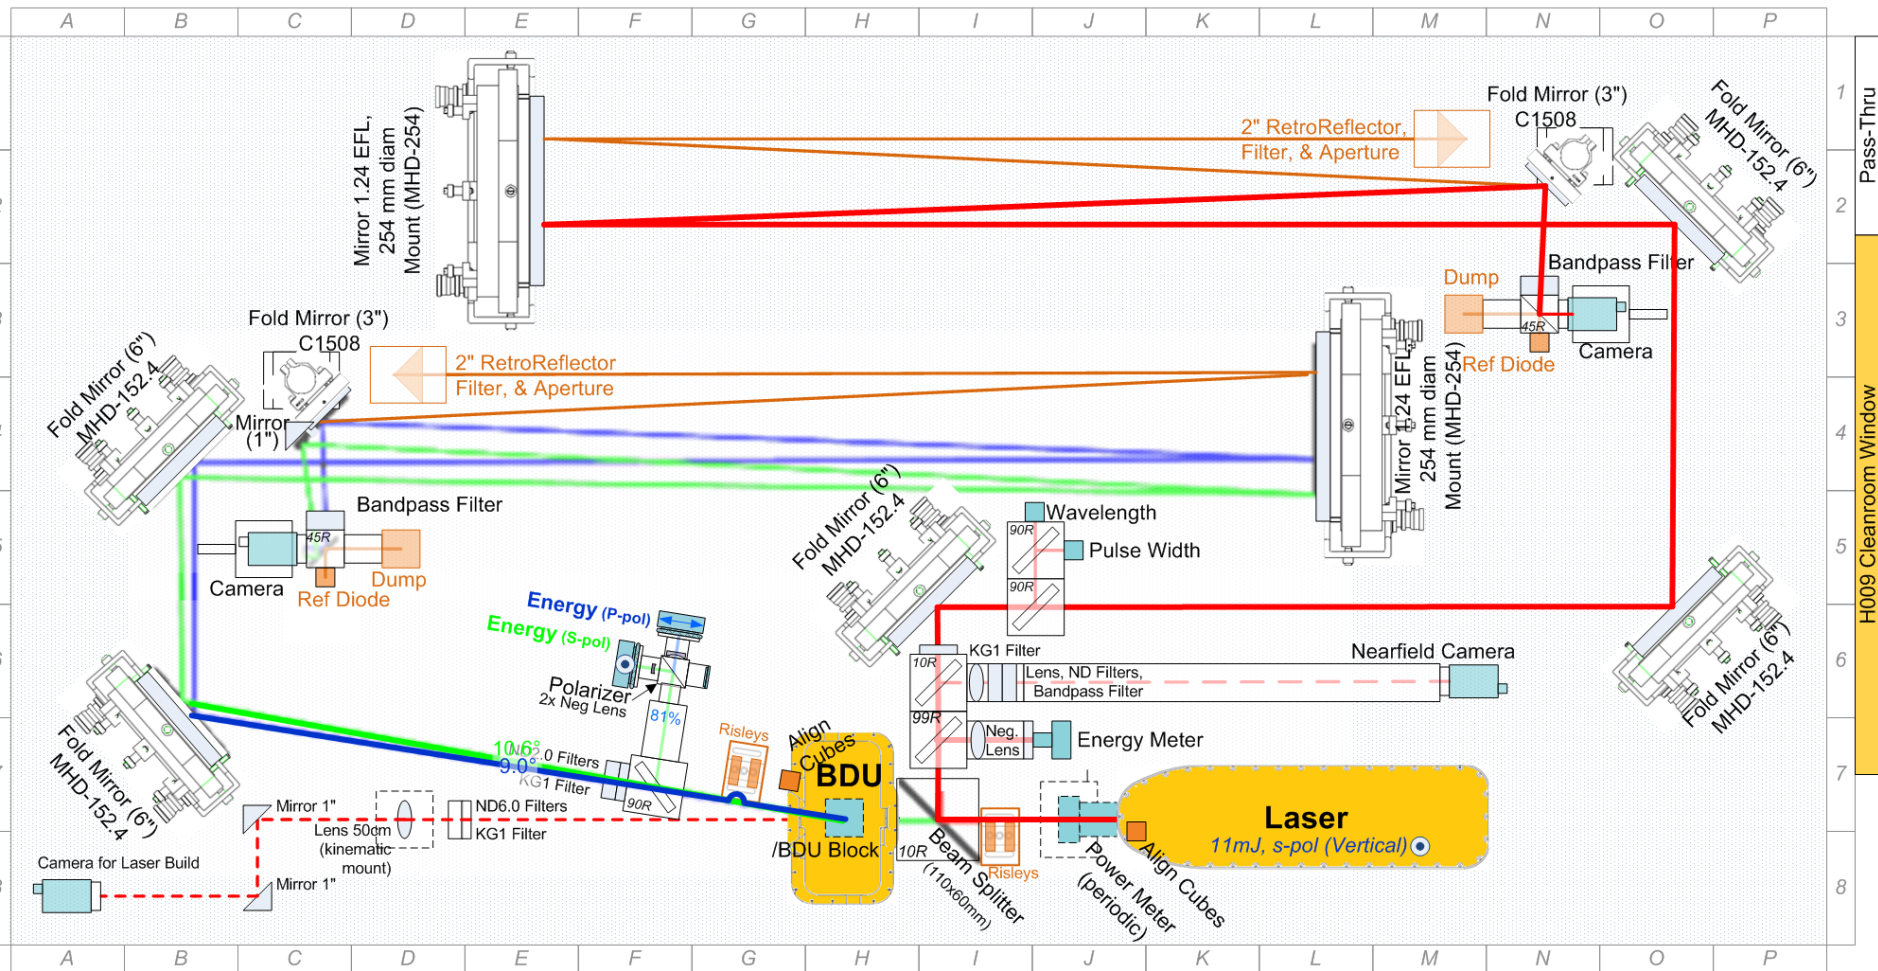 A B C D E F G H I J K L M N O P
1
2
3
4
5
6
7
8
Pass-Thru
H009 Cleanroom Window
Mirror 1.24 EFL,
254 mm diam
Mount (MHD-254)
2" RetroReflector,
Filter, & Aperture
Fold Mirror (3")
C1508
Fold Mirror (6")
MHD-152.4
Bandpass Filter
Dump
45R
Ref Diode
Camera
Fold Mirror (3")
C1508
Fold Mirror (6")
MHD-152.4
Mirror
(1")
2" RetroReflector
Filter, & Aperture
Mirror 1.24 EFL,
254 mm diam
Mount (MHD-254)
Bandpass Filter
45R
Camera
Dump
Ref Diode
Fold Mirror (6")
MHD-152.4
Wavelength
90R
Pulse Width
90R
Energy (P-pol)
Energy (S-pol)
Polarizer
2x Neg Lens
81%
KG1 Filter
10R
Lens, ND Filters,
Bandpass Filter
Nearfield Camera
99R
Neg.
Lens
Energy Meter
Fold Mirror (6")
MHD-152.4
Fold Mirror (6")
MHD-152.4
10.6°
9.0°
ND2.0 Filters
KG1 Filter
90R
Risleys
Align
Cubes
BDU
/BDU Block
10R
Beam Splitter
(110x60mm)
Risleys
Power Meter
(periodic)
Align Cubes
Laser
11mJ, s-pol (Vertical)
Mirror 1"
Lens 50cm
(kinematic
mount)
ND6.0 Filters
KG1 Filter
Camera for Laser Build
Mirror 1"
A B C D E F G H I J K L M N O P